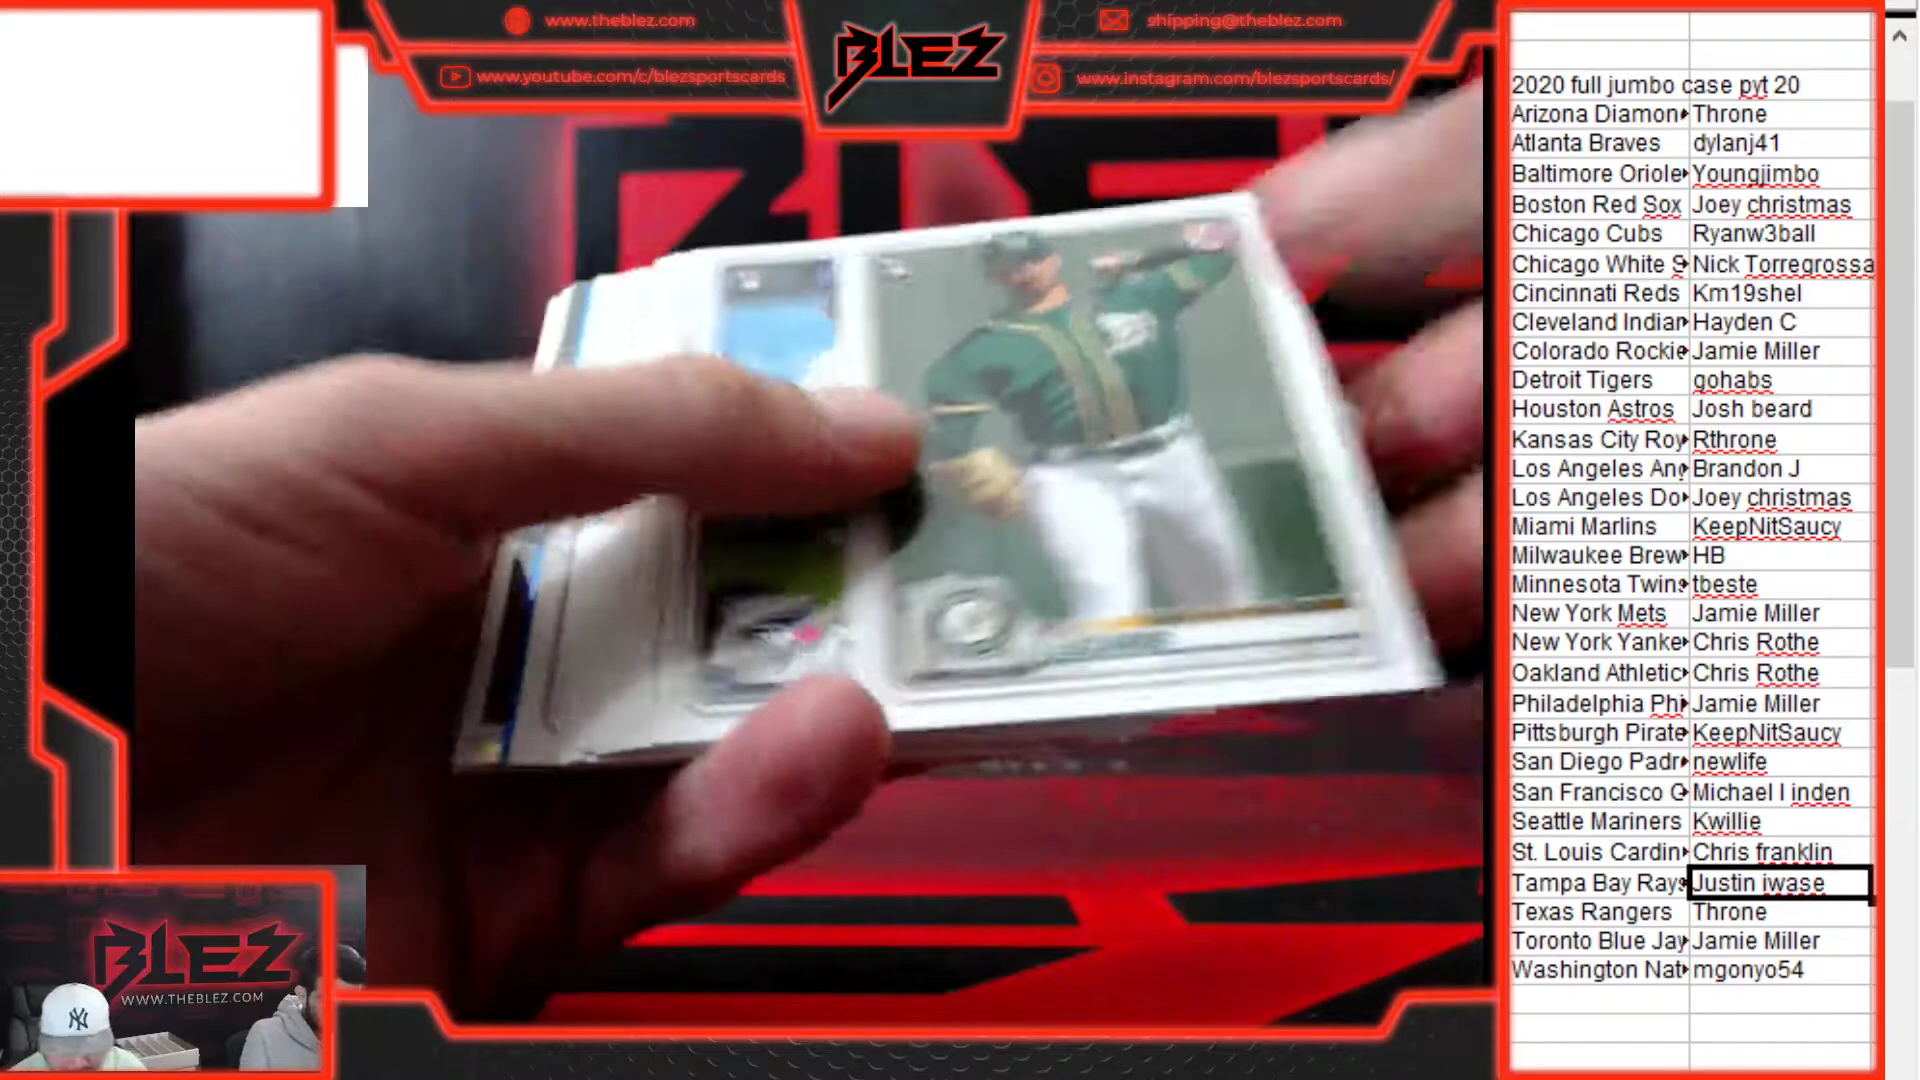 www.theblez.com
BLEZ
shipping@theblez.com
www.youtube.com/c/blezsportscards
www.instagram.com/blezsportscards/
2020 full jumbo case pyt 20
Arizona Diamon Throne
Atlanta Braves dylanj41
Baltimore Oriole Youngjimbo
Boston Red Sox Joey christmas
Chicago Cubs Ryanw3ball
Chicago White S Nick Torregrossa
Cincinnati Reds Km19shel
Cleveland Indian Hayden C
Colorado Rockie Jamie Miller
Detroit Tigers gohabs
Houston Astros Josh beard
Kansas City Roy Rthrone
Los Angeles Ang Brandon J
Los Angeles Do Joey christmas
Miami Marlins KeepNitSaucy
Milwaukee Brew HB
Minnesota Twins tbeste
New York Mets Jamie Miller
New York Yanke Chris Rothe
Oakland Athletic Chris Rothe
Philadelphia Phi Jamie Miller
Pittsburgh Pirate KeepNitSaucy
San Diego Padr newlife
San Francisco G Michael l inden
Seattle Mariners Kwillie
St. Louis Cardin Chris franklin
Tampa Bay Rays Justin iwase
Texas Rangers Throne
Toronto Blue Jay Jamie Miller
Washington Nat mgonyo54
BLEZ
WWW.THEBLEZ.COM
NY